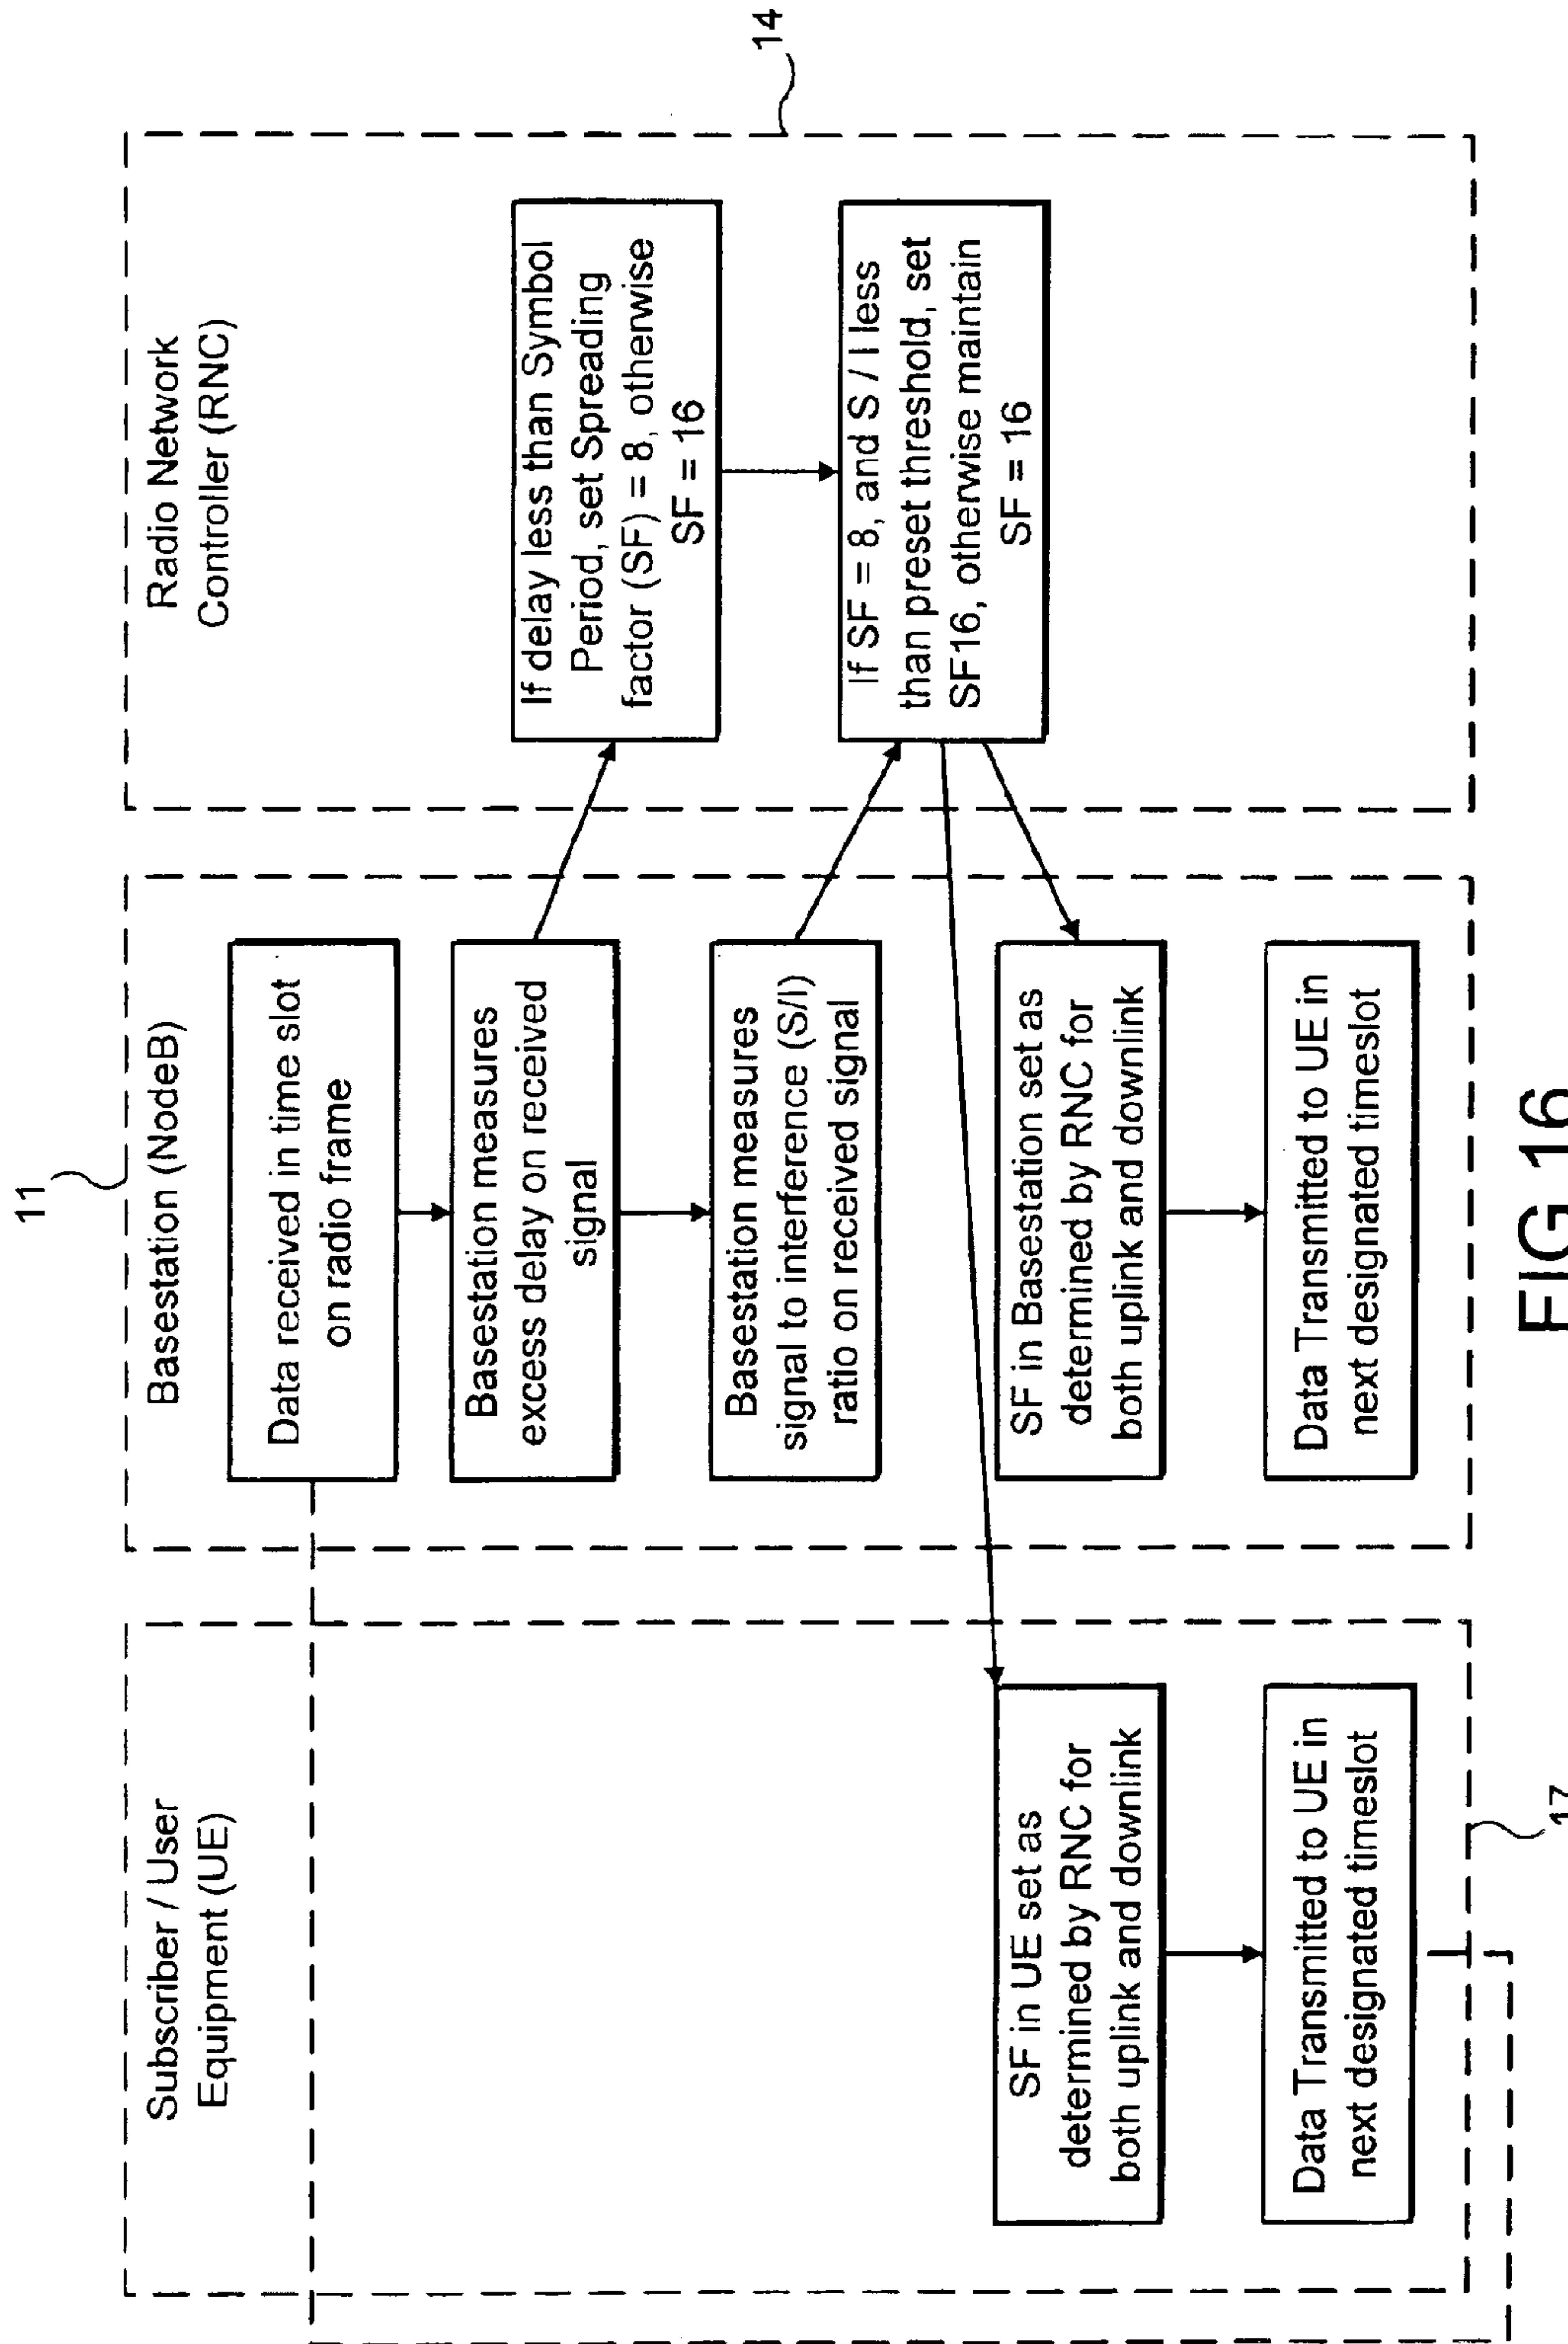 Subscriber / User
Equipment (UE)
SF in UE set as
determined by RNC for
both uplink and downlink
Data Transmitted to UE in
next designated timeslot
17
11
Basestation (NodeB)
Data received in time slot
on radio frame
Basestation measures
excess delay on received
signal
Basestation measures
signal to interference (S/I)
ratio on received signal
SF in Basestation set as
determined by RNC for
both uplink and downlink
Data Transmitted to UE in
next designated timeslot
Radio Network
Controller (RNC)
14
If delay less than Symbol
Period, set Spreading
factor (SF) = 8, otherwise
SF = 16
If SF = 8, and S / I less
than preset threshold, set
SF16, otherwise maintain
SF = 16
FIG 16